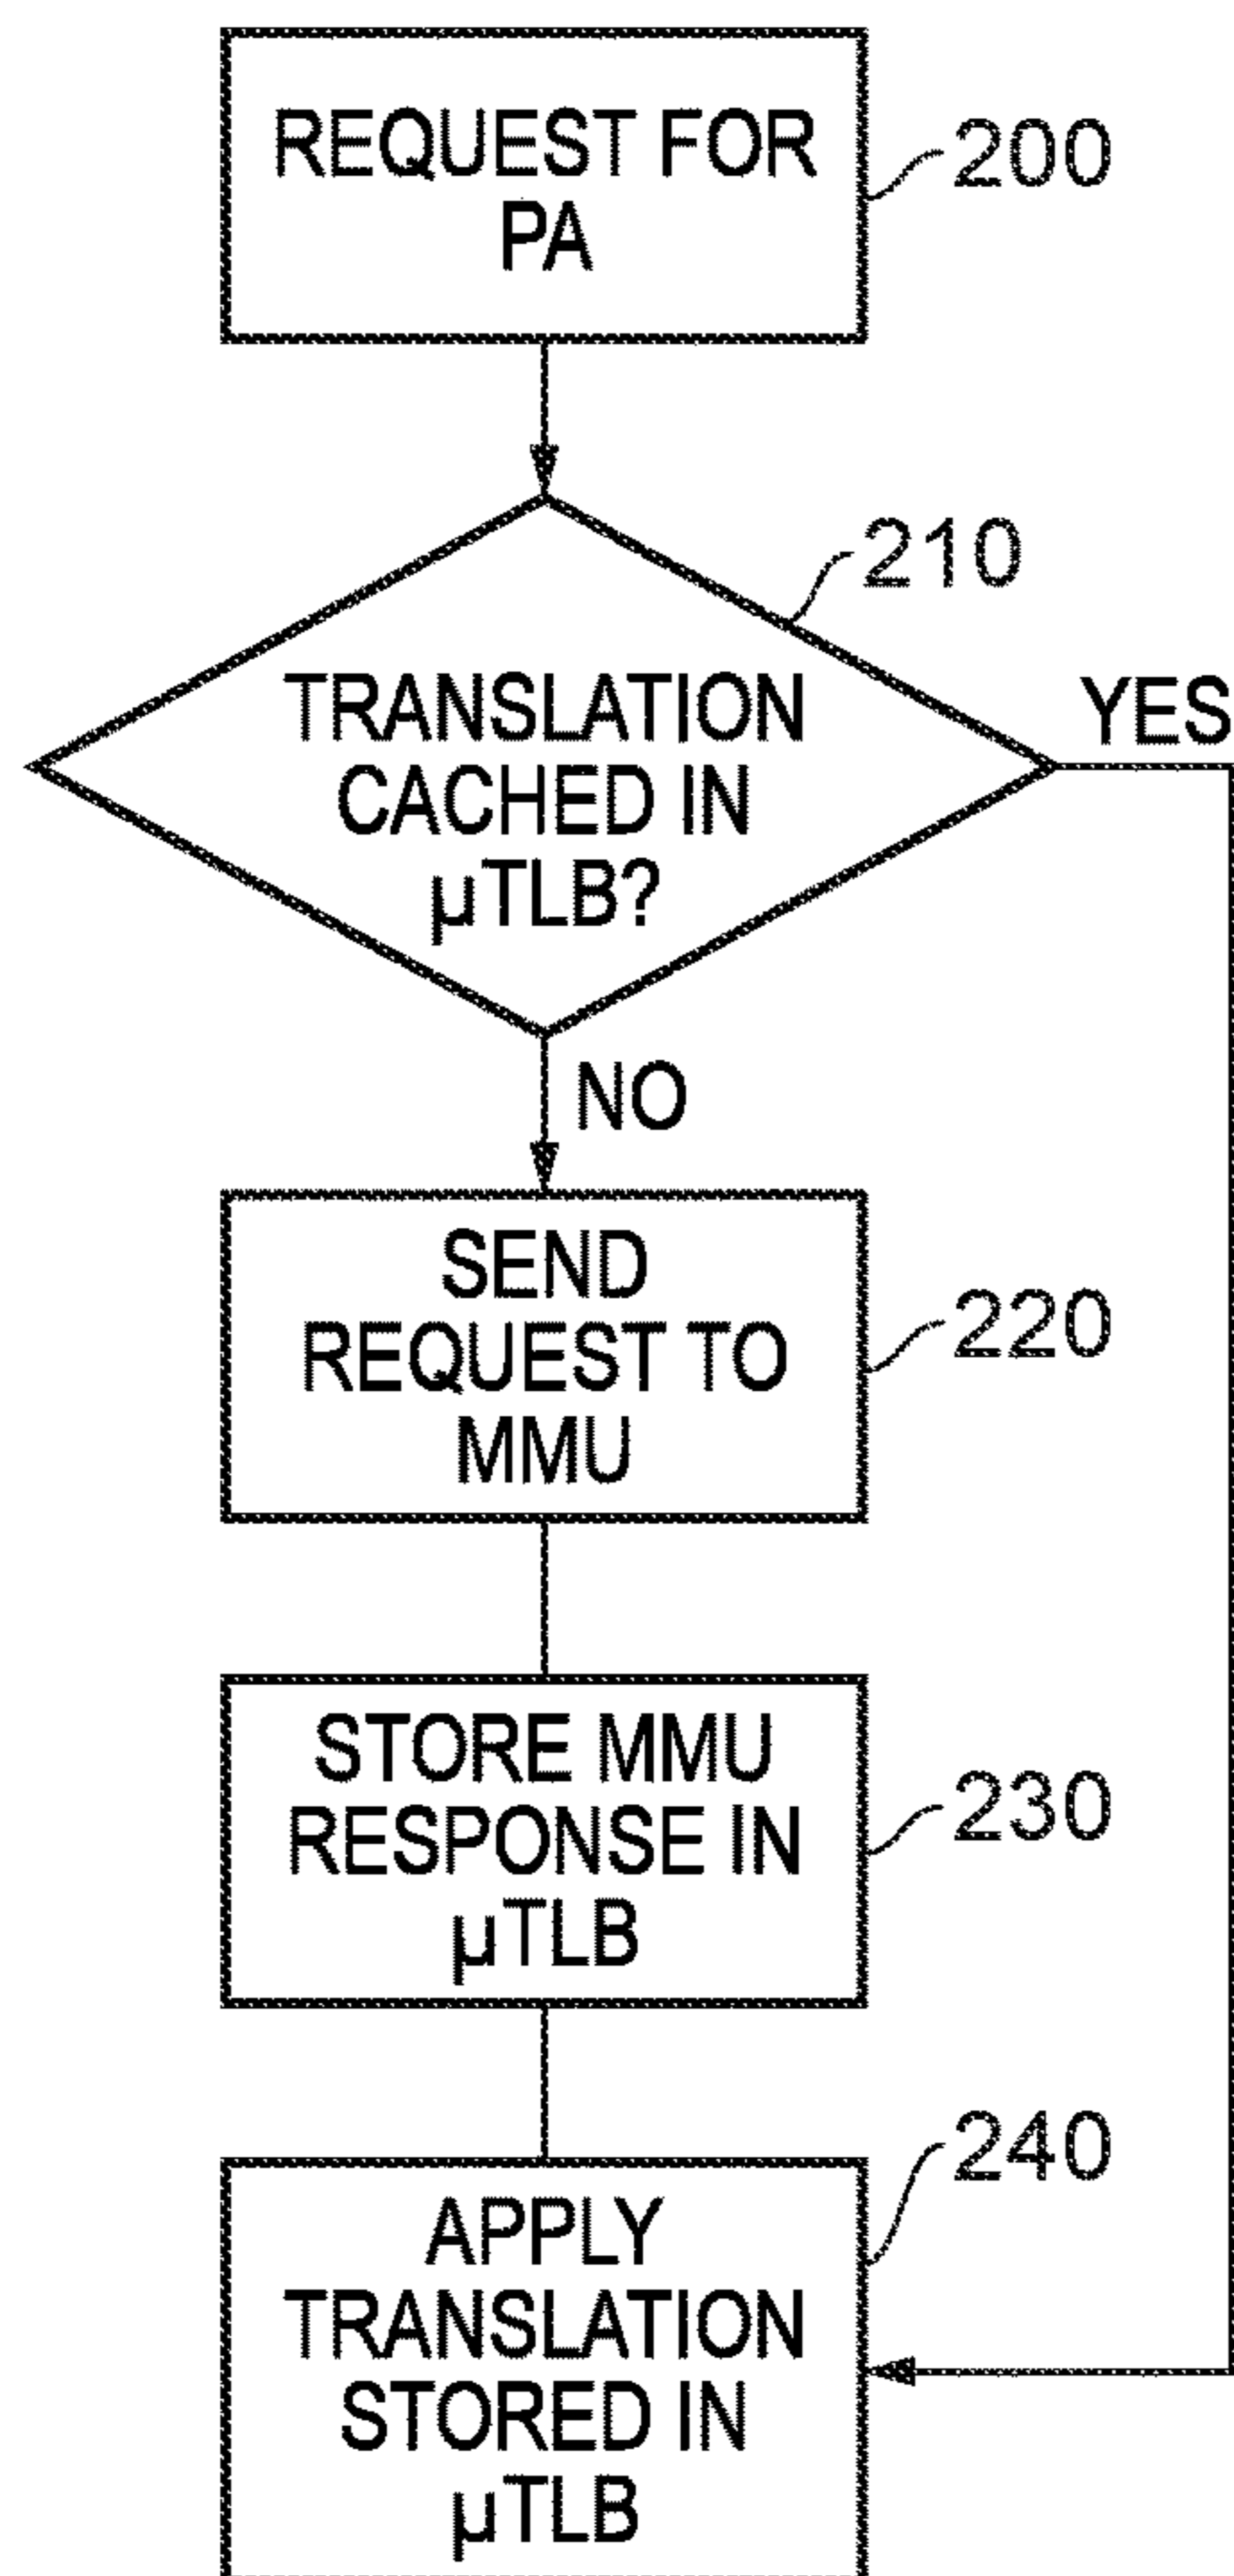 REQUEST FOR
PA
200
210
TRANSLATION
CACHED IN
µTLB?
YES
NO
SEND
REQUEST TO
MMU
220
STORE MMU
RESPONSE IN
µTLB
230
240
APPLY
TRANSLATION
STORED IN
µTLB